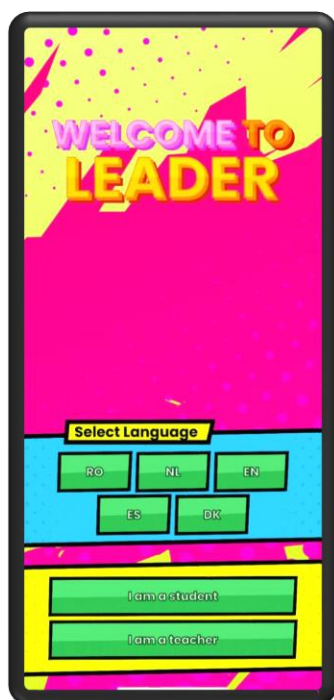 WELCOME TO
LEADER
Select Language
RO NL EN
ES DK
I am a student
I am a teacher